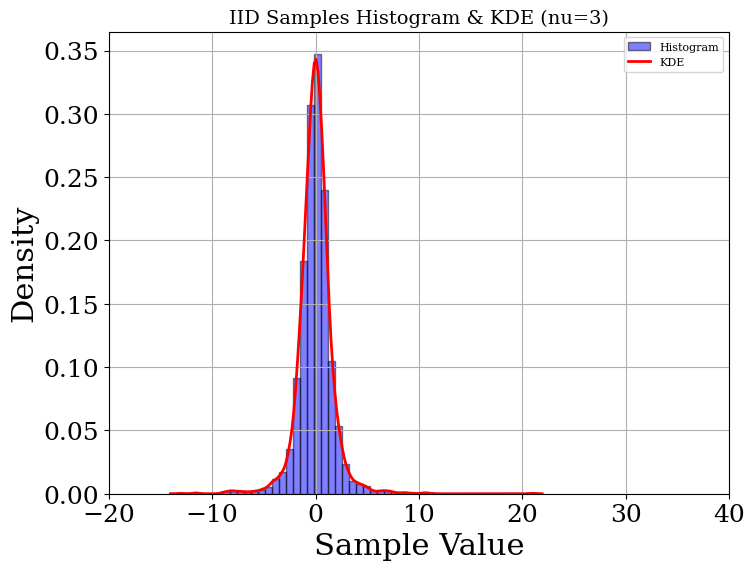 IID Samples Histogram & KDE (nu=3)
Histogram
KDE
Density
0.35
0.30
0.25
0.20
0.15
0.10
0.05
0.00
−20 −10 0 10 20 30 40
Sample Value